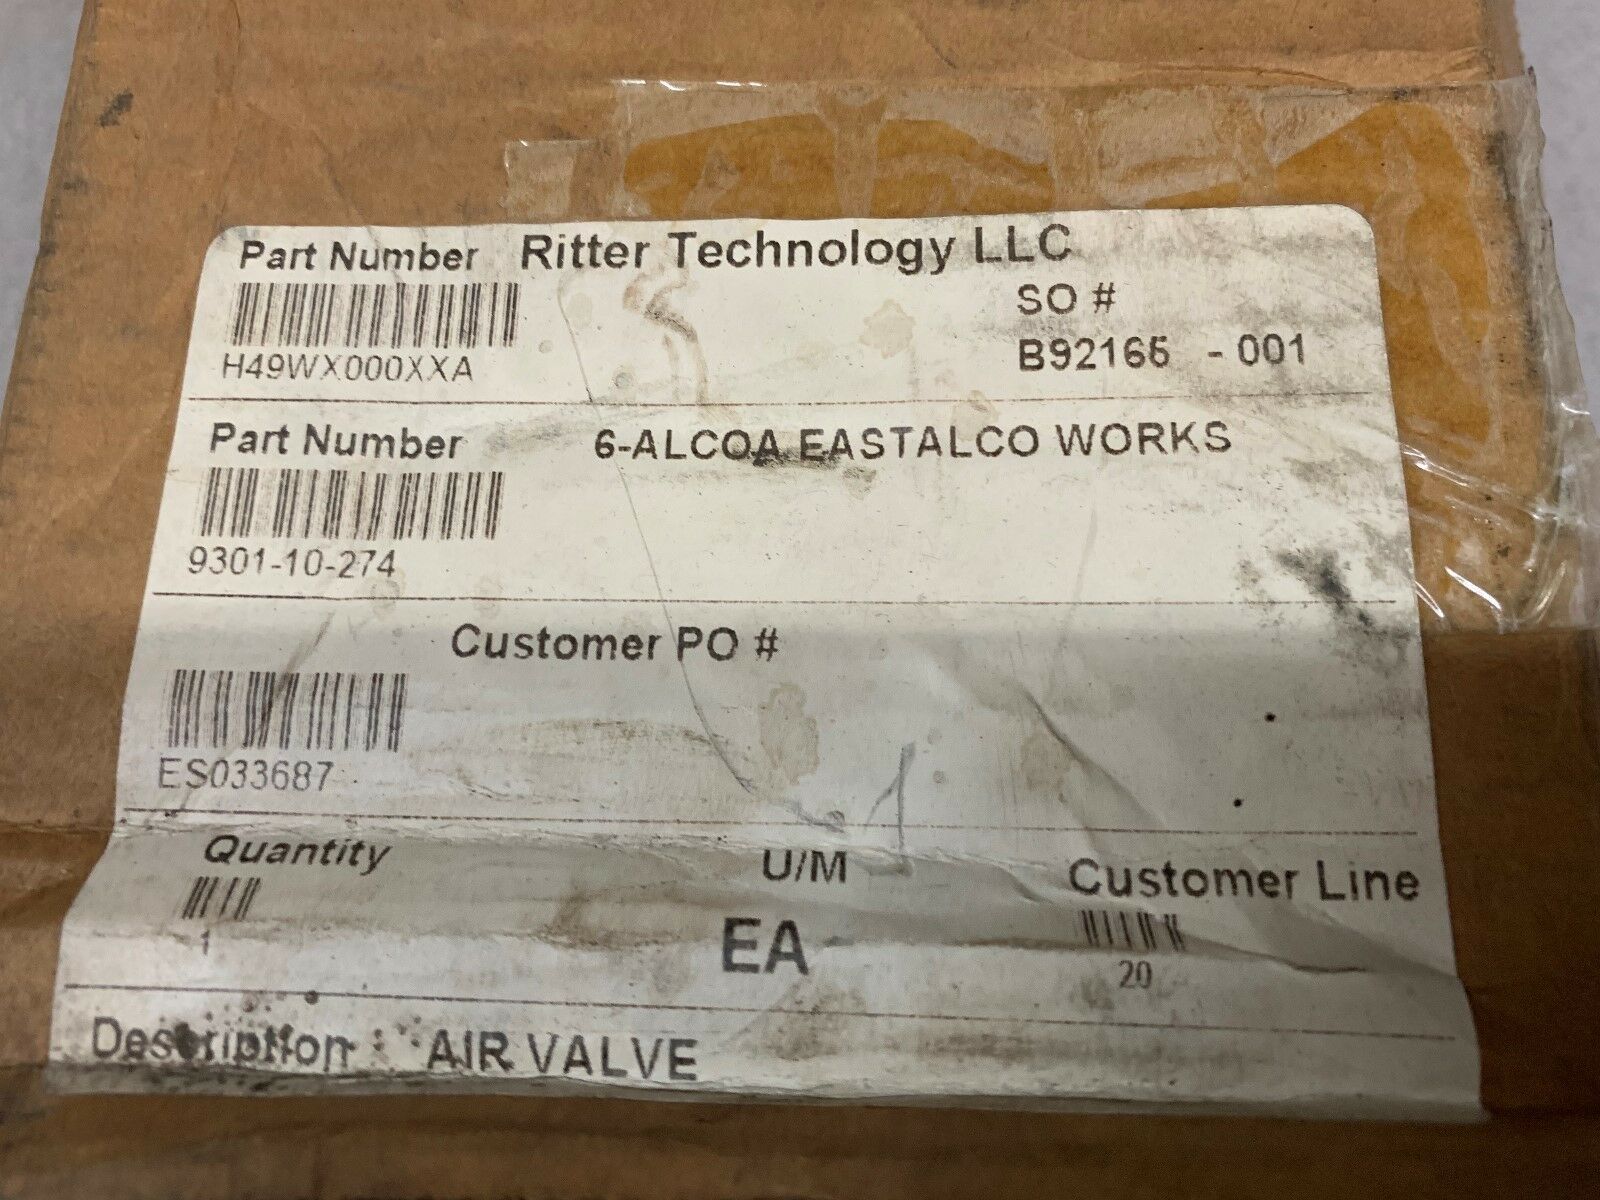 Part Number Ritter Technology LLC
SO #
H49WX000XXA
B92165 - 001
Part Number 6-ALCOA EASTALCO WORKS
9301-10-274
Customer PO #
ES033687
Quantity U/M Customer Line
1 EA 20
Description : AIR VALVE